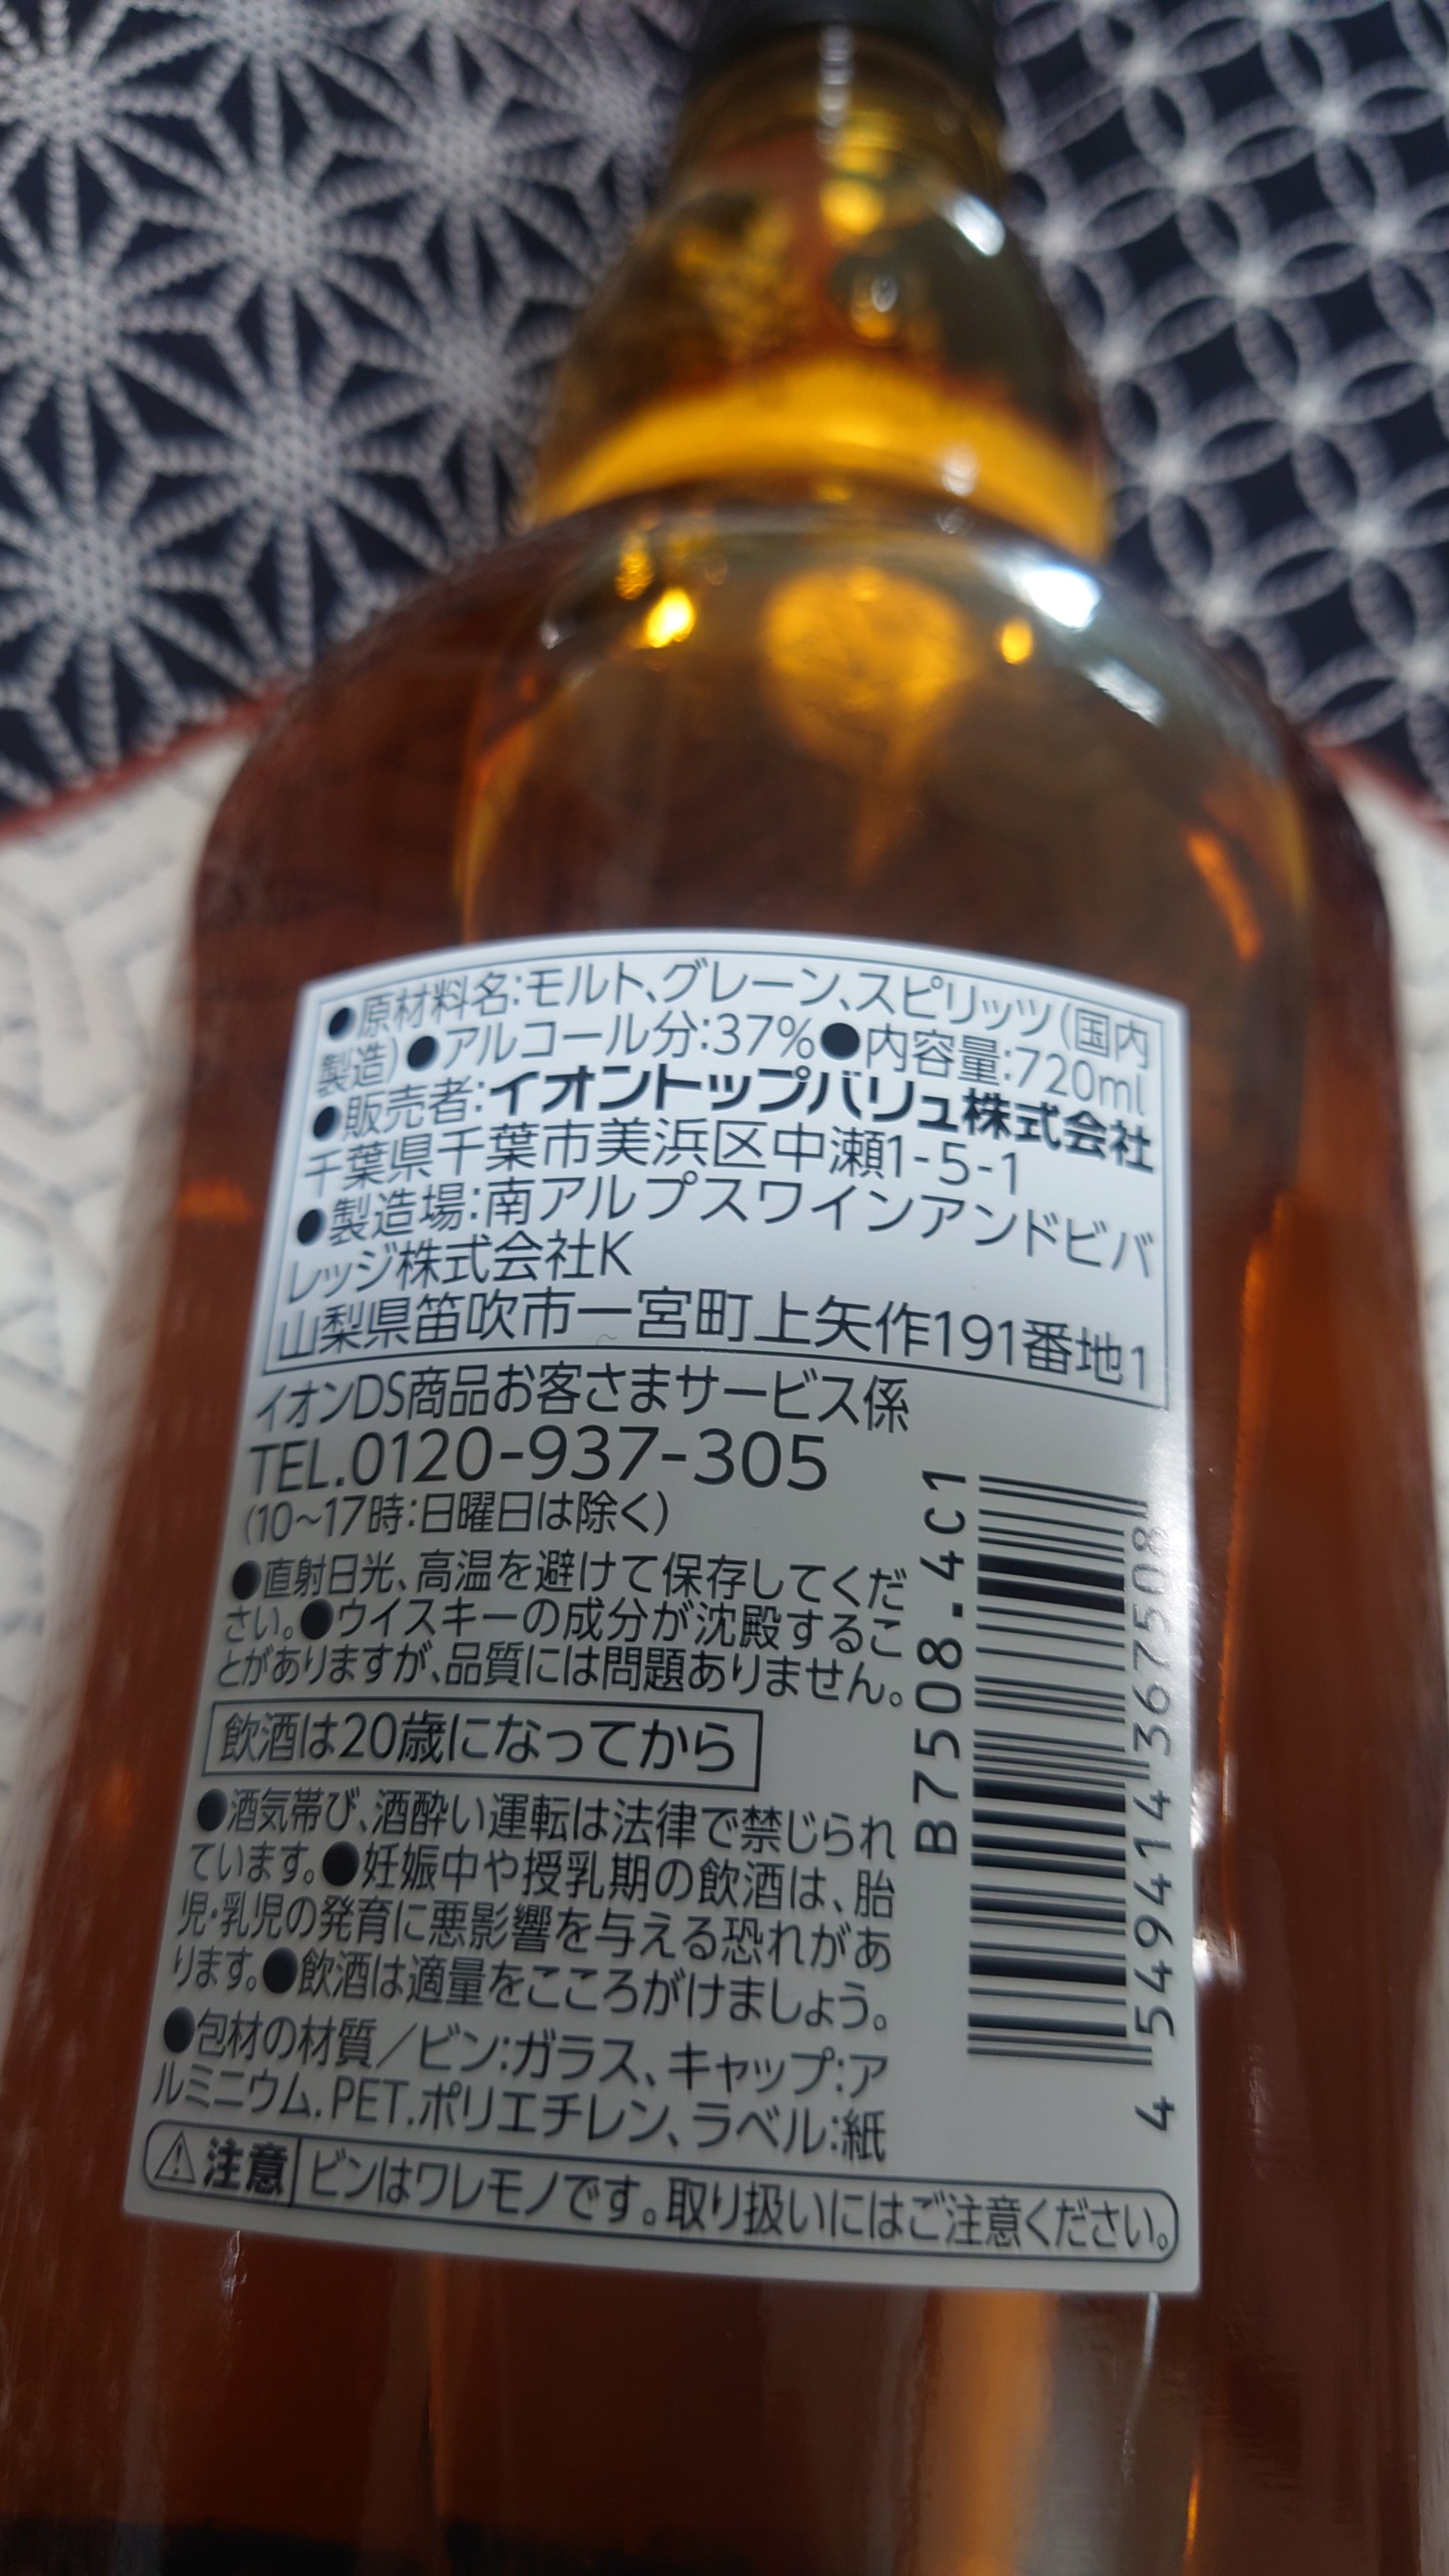 ●原材料名:モルト、グレーン、スピリッツ(国内
製造)●アルコール分:37%●内容量:720ml
●販売者:イオントップバリュ株式会社
千葉県千葉市美浜区中瀬1-5-1
●製造場:南アルプスワインアンドビバ
レッジ株式会社K
山梨県笛吹市一宮町上矢作191番地1
イオンDS商品お客さまサービス係
TEL.0120-937-305
(10~17時:日曜日は除く)
●直射日光、高温を避けて保存してくだ
さい。●ウイスキーの成分が沈殿するこ
とがありますが、品質には問題ありません。
飲酒は20歳になってから
●酒気帯び、酒酔い運転は法律で禁じられ
ています。●妊娠中や授乳期の飲酒は、胎
児・乳児の発育に悪影響を与える恐れがあ
ります。●飲酒は適量をこころがけましょう。
●包材の材質/ビン:ガラス、キャップ:ア
ルミニウム.PET.ポリエチレン、ラベル:紙
B7508.4C1
4549414367508
⚠注意 ビンはワレモノです。取り扱いにはご注意ください。